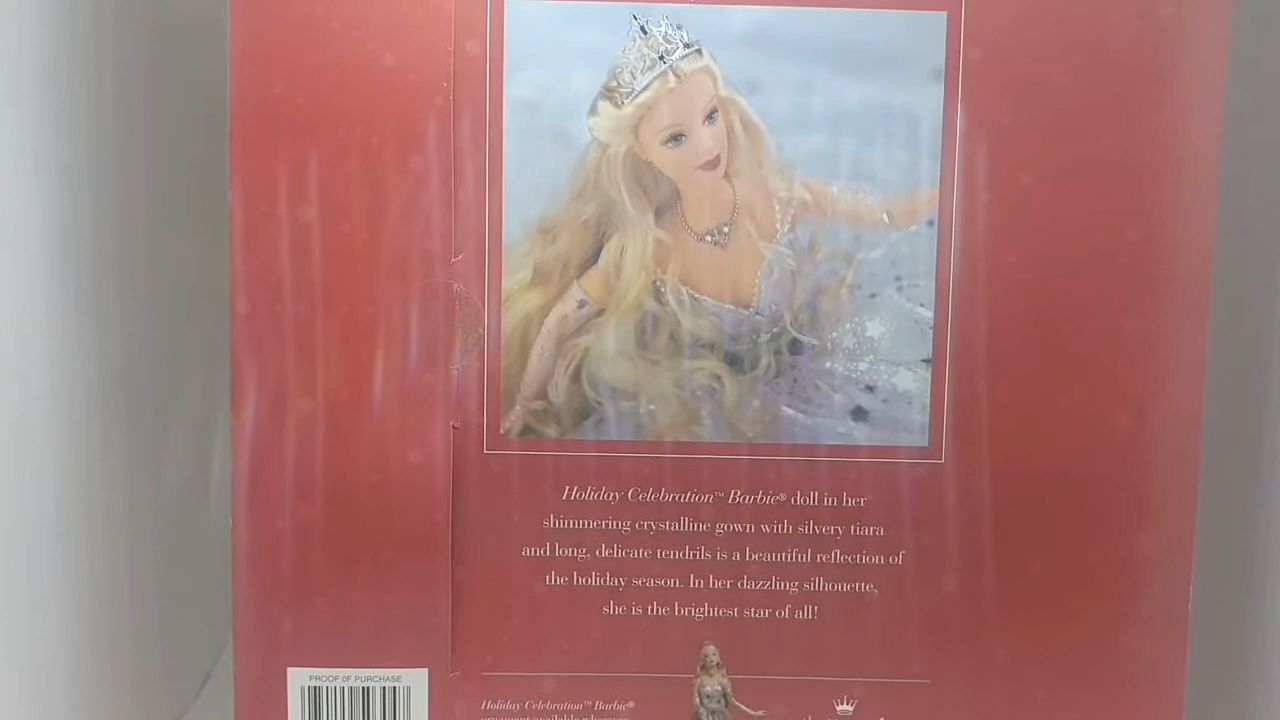 Holiday Celebration™ Barbie® doll in her
shimmering crystalline gown with silvery tiara
and long, delicate tendrils is a beautiful reflection of
the holiday season. In her dazzling silhouette,
she is the brightest star of all!
PROOF OF PURCHASE
Holiday Celebration™ Barbie®